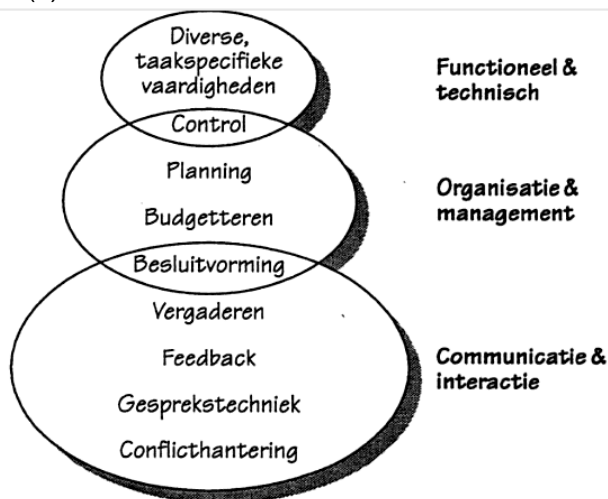 Diverse,
taakspecifieke
vaardigheden
Functioneel &
technisch
Control
Planning
Budgetteren
Organisatie &
management
Besluitvorming
Vergaderen
Feedback
Gesprekstechniek
Conflicthantering
Communicatie &
interactie